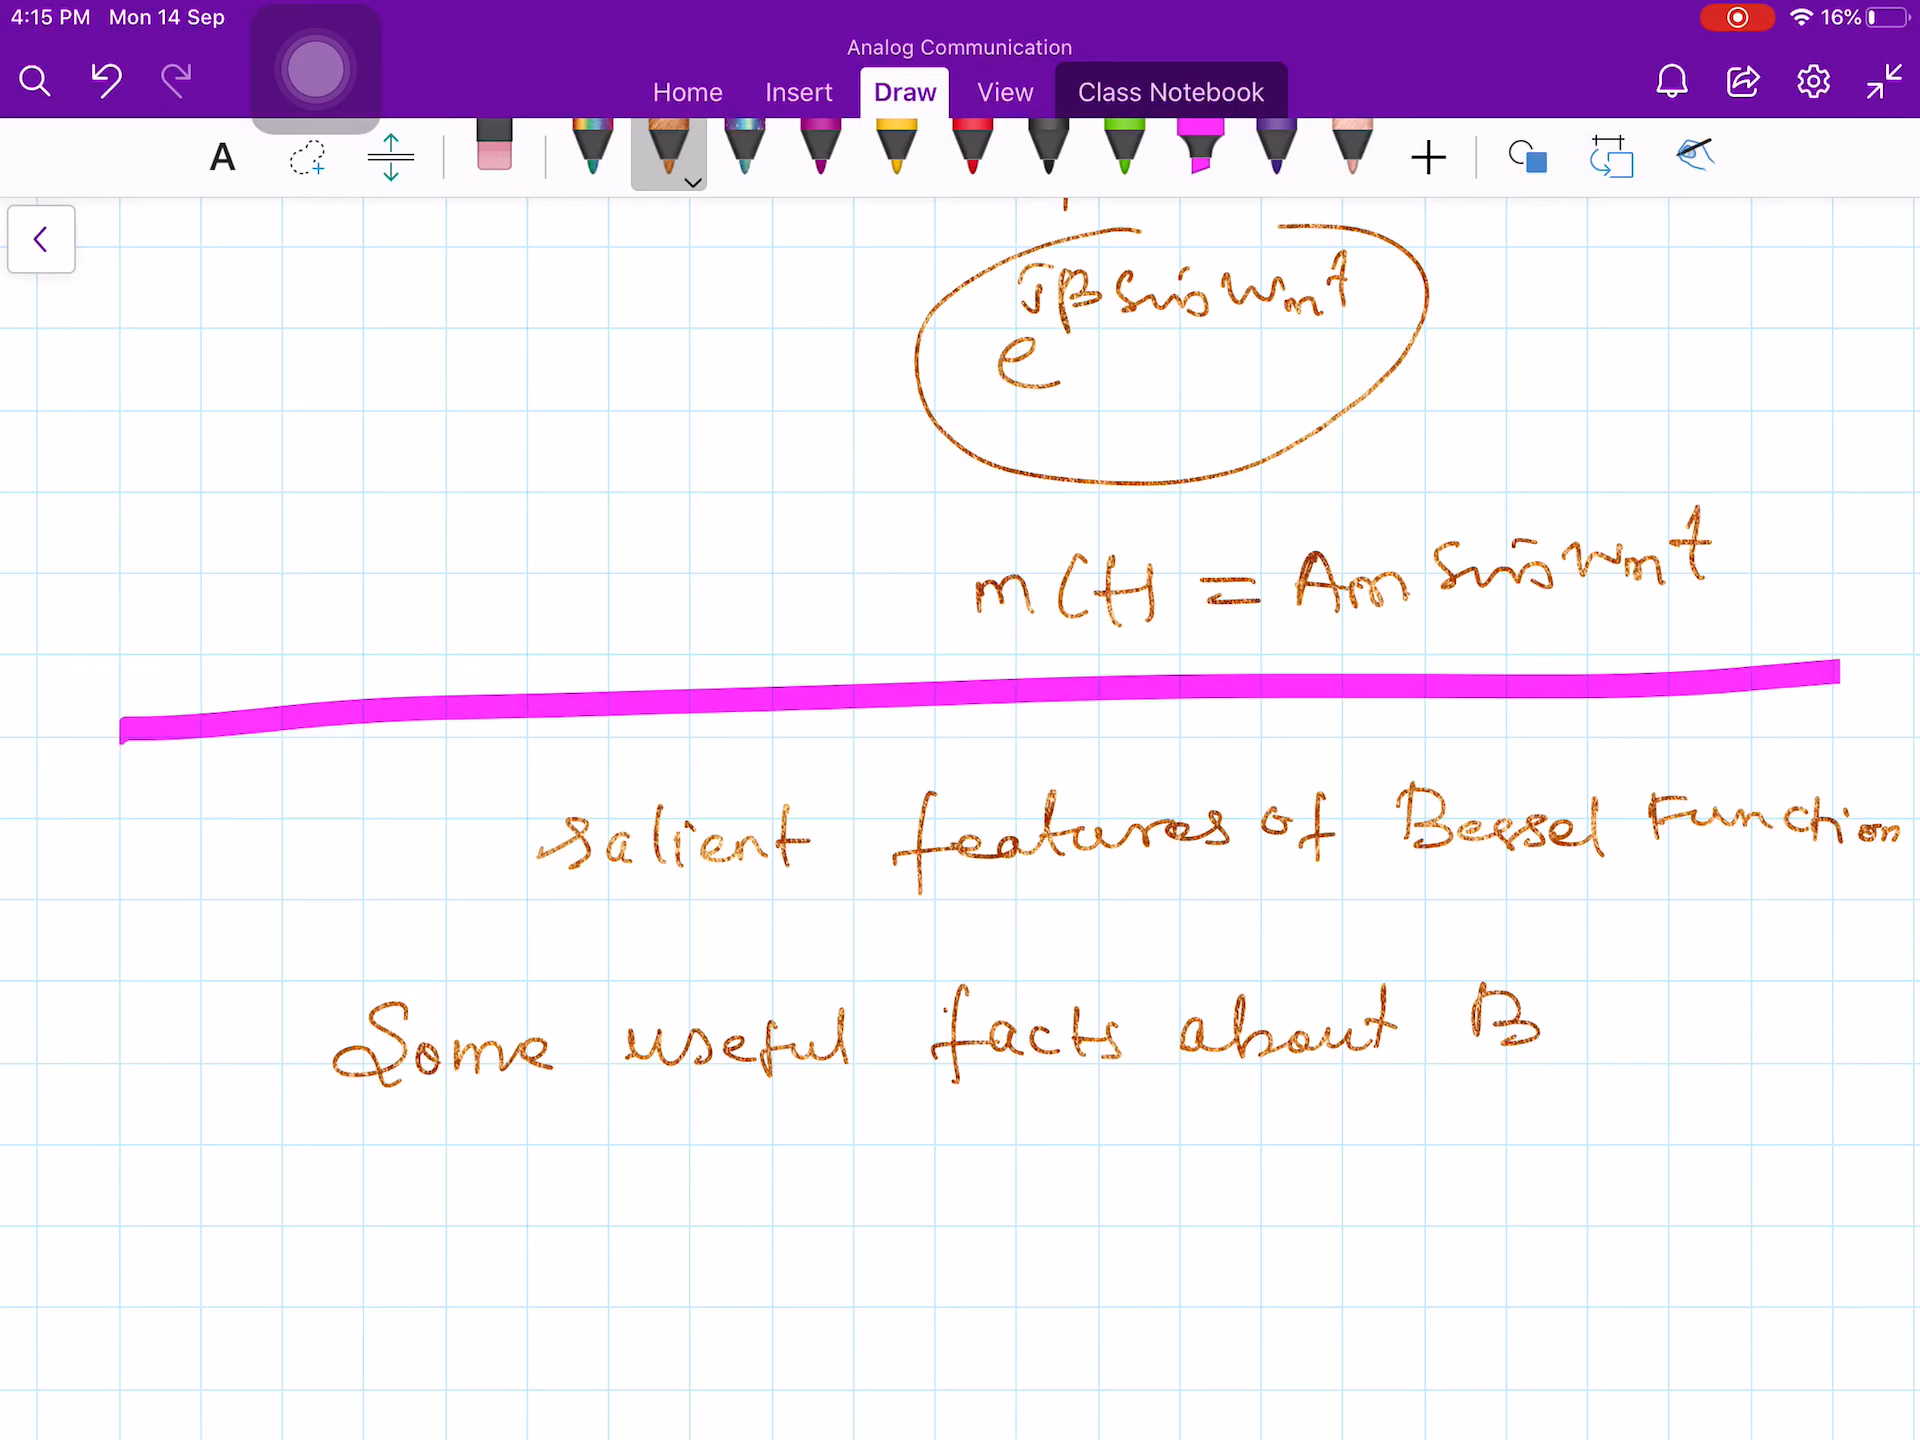 4:15 PM Mon 14 Sep
16%
Analog Communication
Home Insert Draw View Class Notebook
A
e^{jβ sin ωmt}
m(t) = Am sin ωmt
salient features of Bessel Function
Some useful facts about B